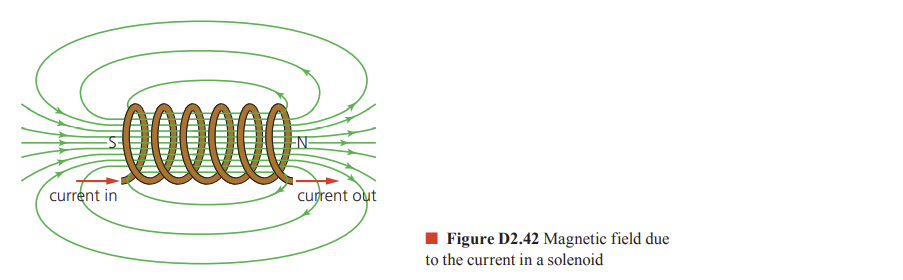 S
N
current in
current out
■ Figure D2.42 Magnetic field due
to the current in a solenoid